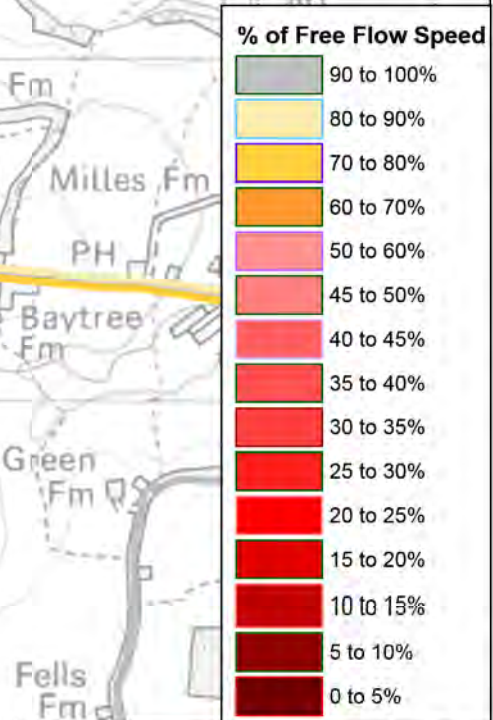 Fm
Milles Fm
PH
Baytree
Fm
Green
Fm
Fells
Fm
% of Free Flow Speed
90 to 100%
80 to 90%
70 to 80%
60 to 70%
50 to 60%
45 to 50%
40 to 45%
35 to 40%
30 to 35%
25 to 30%
20 to 25%
15 to 20%
10 to 15%
5 to 10%
0 to 5%